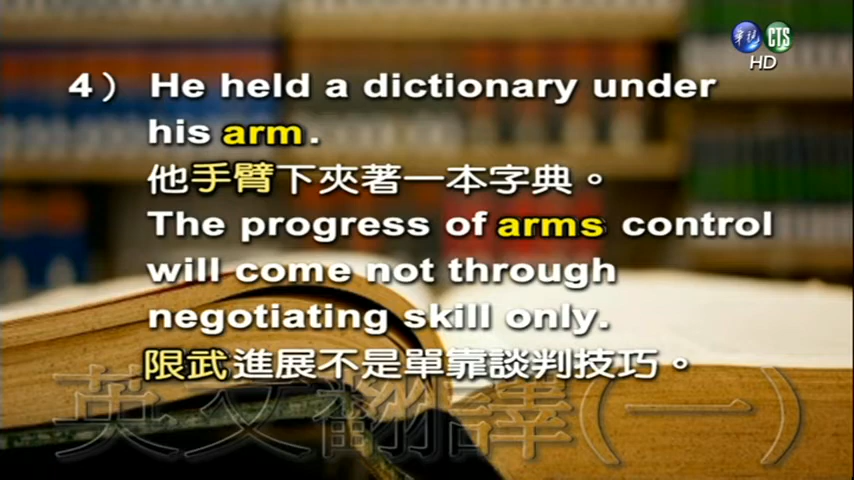 華視 CTS
HD
4） He held a dictionary under
his arm.
他手臂下夾著一本字典。
The progress of arms control
will come not through
negotiating skill only.
限武進展不是單靠談判技巧。
英文翻譯(一)